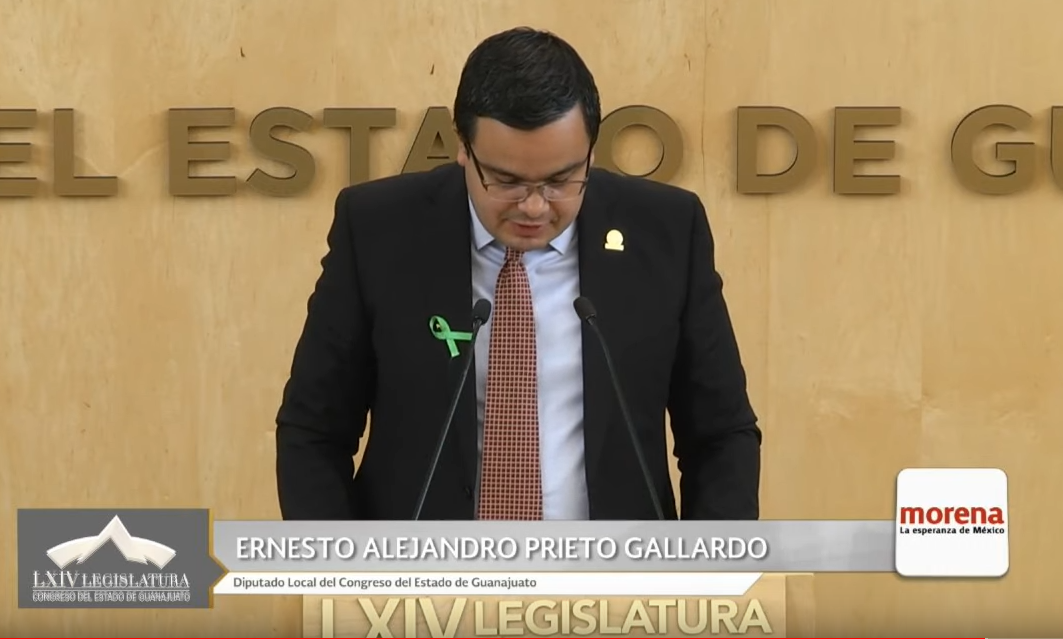 EL ESTADO DE GU
morena
La esperanza de México
ERNESTO ALEJANDRO PRIETO GALLARDO
Diputado Local del Congreso del Estado de Guanajuato
LXIV LEGISLATURA
CONGRESO DEL ESTADO DE GUANAJUATO
LXIV LEGISLATURA